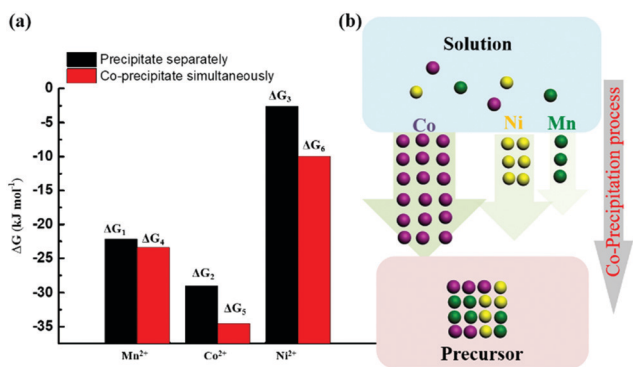 (a)
Precipitate separately
Co-precipitate simultaneously
ΔG (kJ mol⁻¹)
0
-5
-10
-15
-20
-25
-30
-35
ΔG₁
ΔG₄
ΔG₂
ΔG₅
ΔG₃
ΔG₆
Mn²⁺
Co²⁺
Ni²⁺
(b)
Solution
Co
Ni
Mn
Co-Precipitation process
Precursor